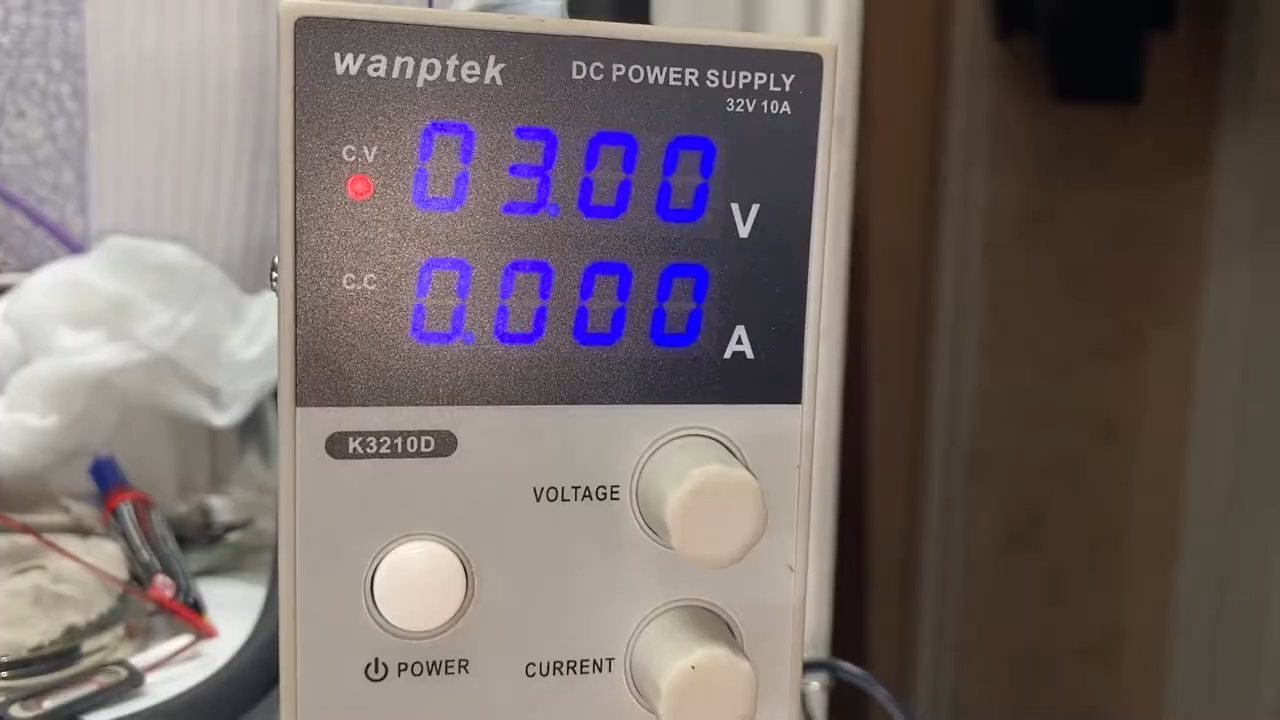 wanptek
DC POWER SUPPLY
32V 10A
C.V
03.00
V
C.C
0.000
A
K3210D
VOLTAGE
POWER
CURRENT